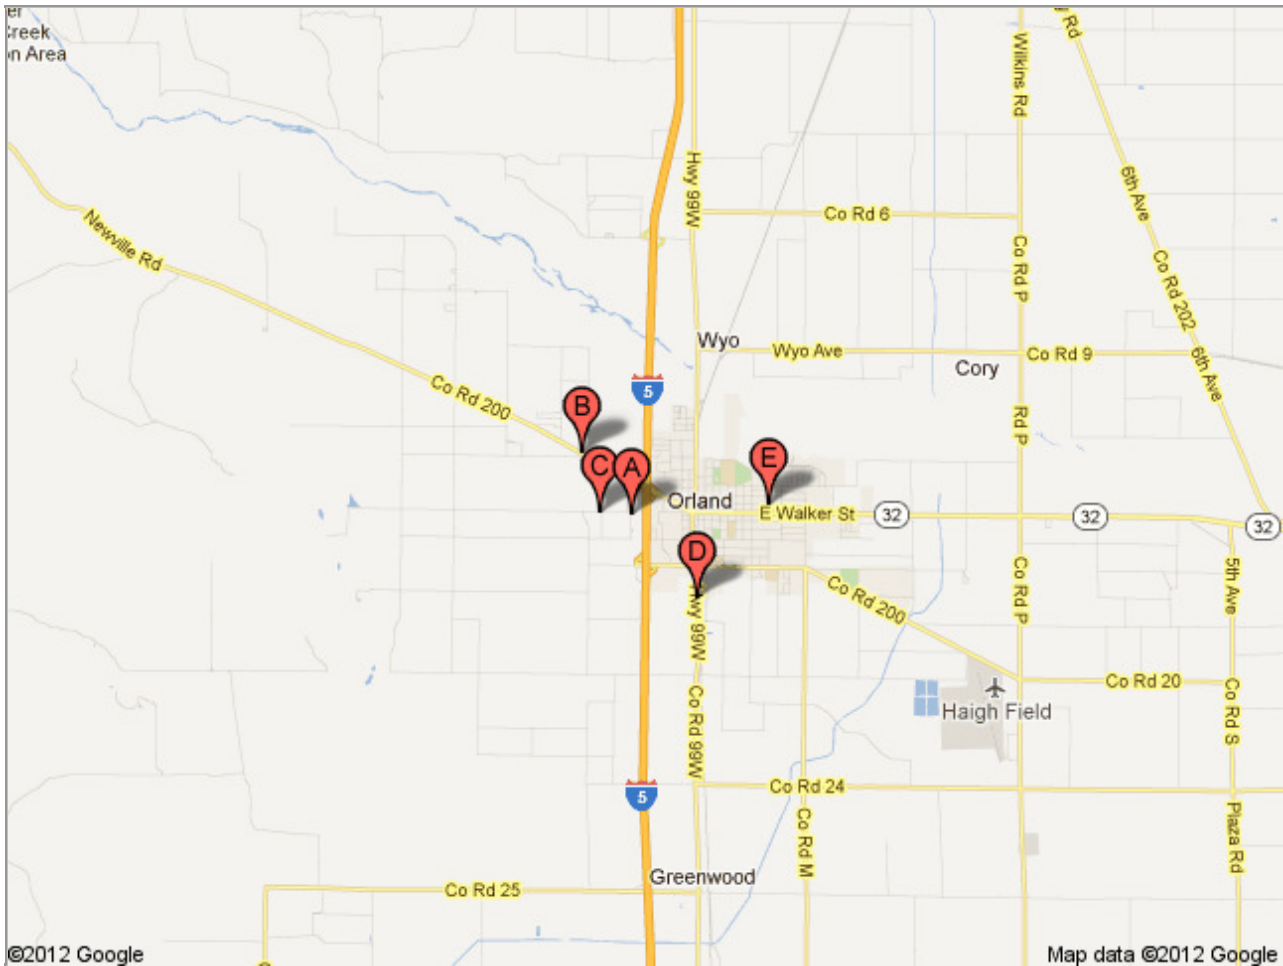 er
Creek
on Area
y Rd
Wilkins Rd
Hwy 99W
6th Ave
Co Rd 6
Newville Rd
Co Rd P
Co Rd 202
Wyo
Wyo Ave
Co Rd 9
Cory
6th Ave
5
Co Rd 200
B
Rd P
C
A
E
Orland
E Walker St
32
32
32
D
Co Rd P
5th Ave
Co Rd 200
Hwy 99W
Co Rd 20
Haigh Field
Co Rd S
Co Rd 99W
5
Co Rd 24
Co Rd M
Plaza Rd
Greenwood
Co Rd 25
©2012 Google
Map data ©2012 Google